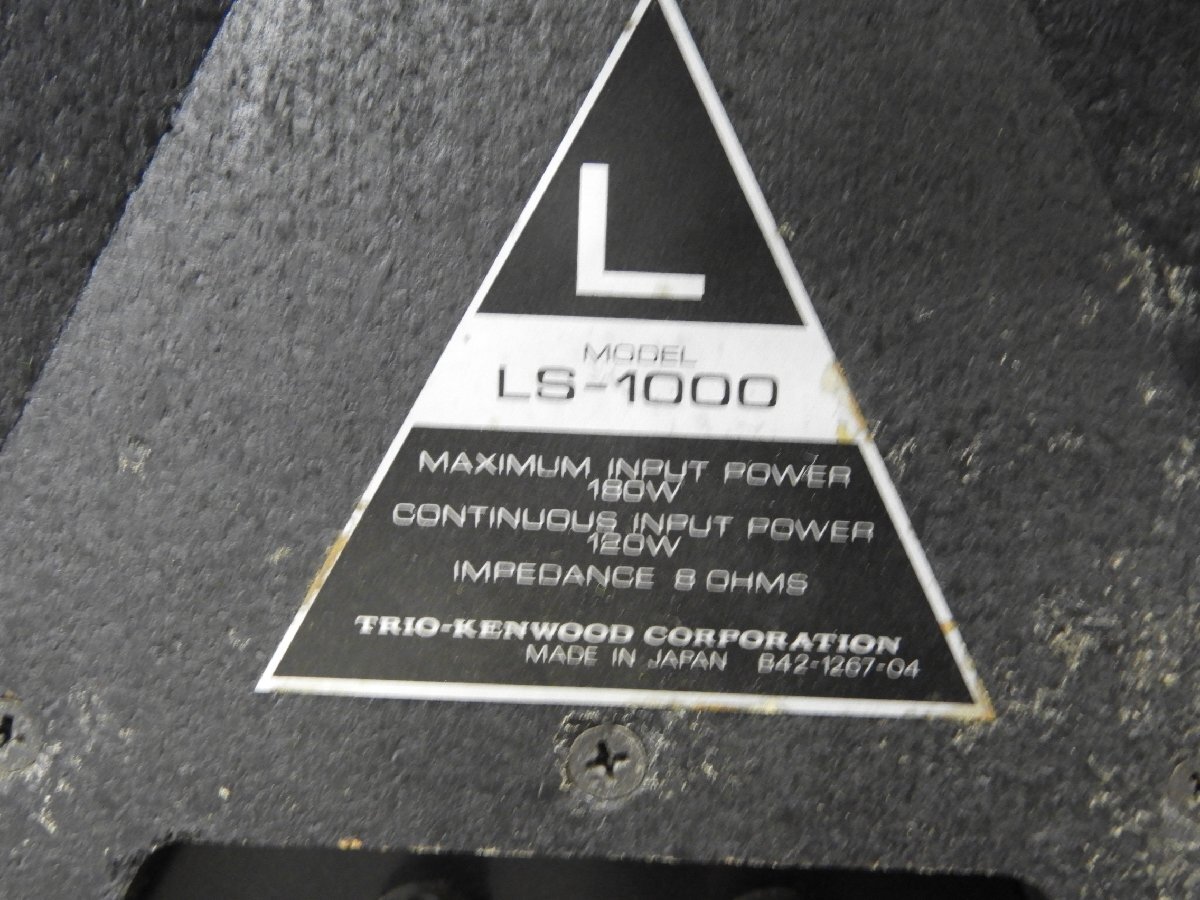 L
MODEL
LS-1000
MAXIMUM INPUT POWER
180W
CONTINUOUS INPUT POWER
120W
IMPEDANCE 8 OHMS
TRIO-KENWOOD CORPORATION
MADE IN JAPAN B42-1267-04